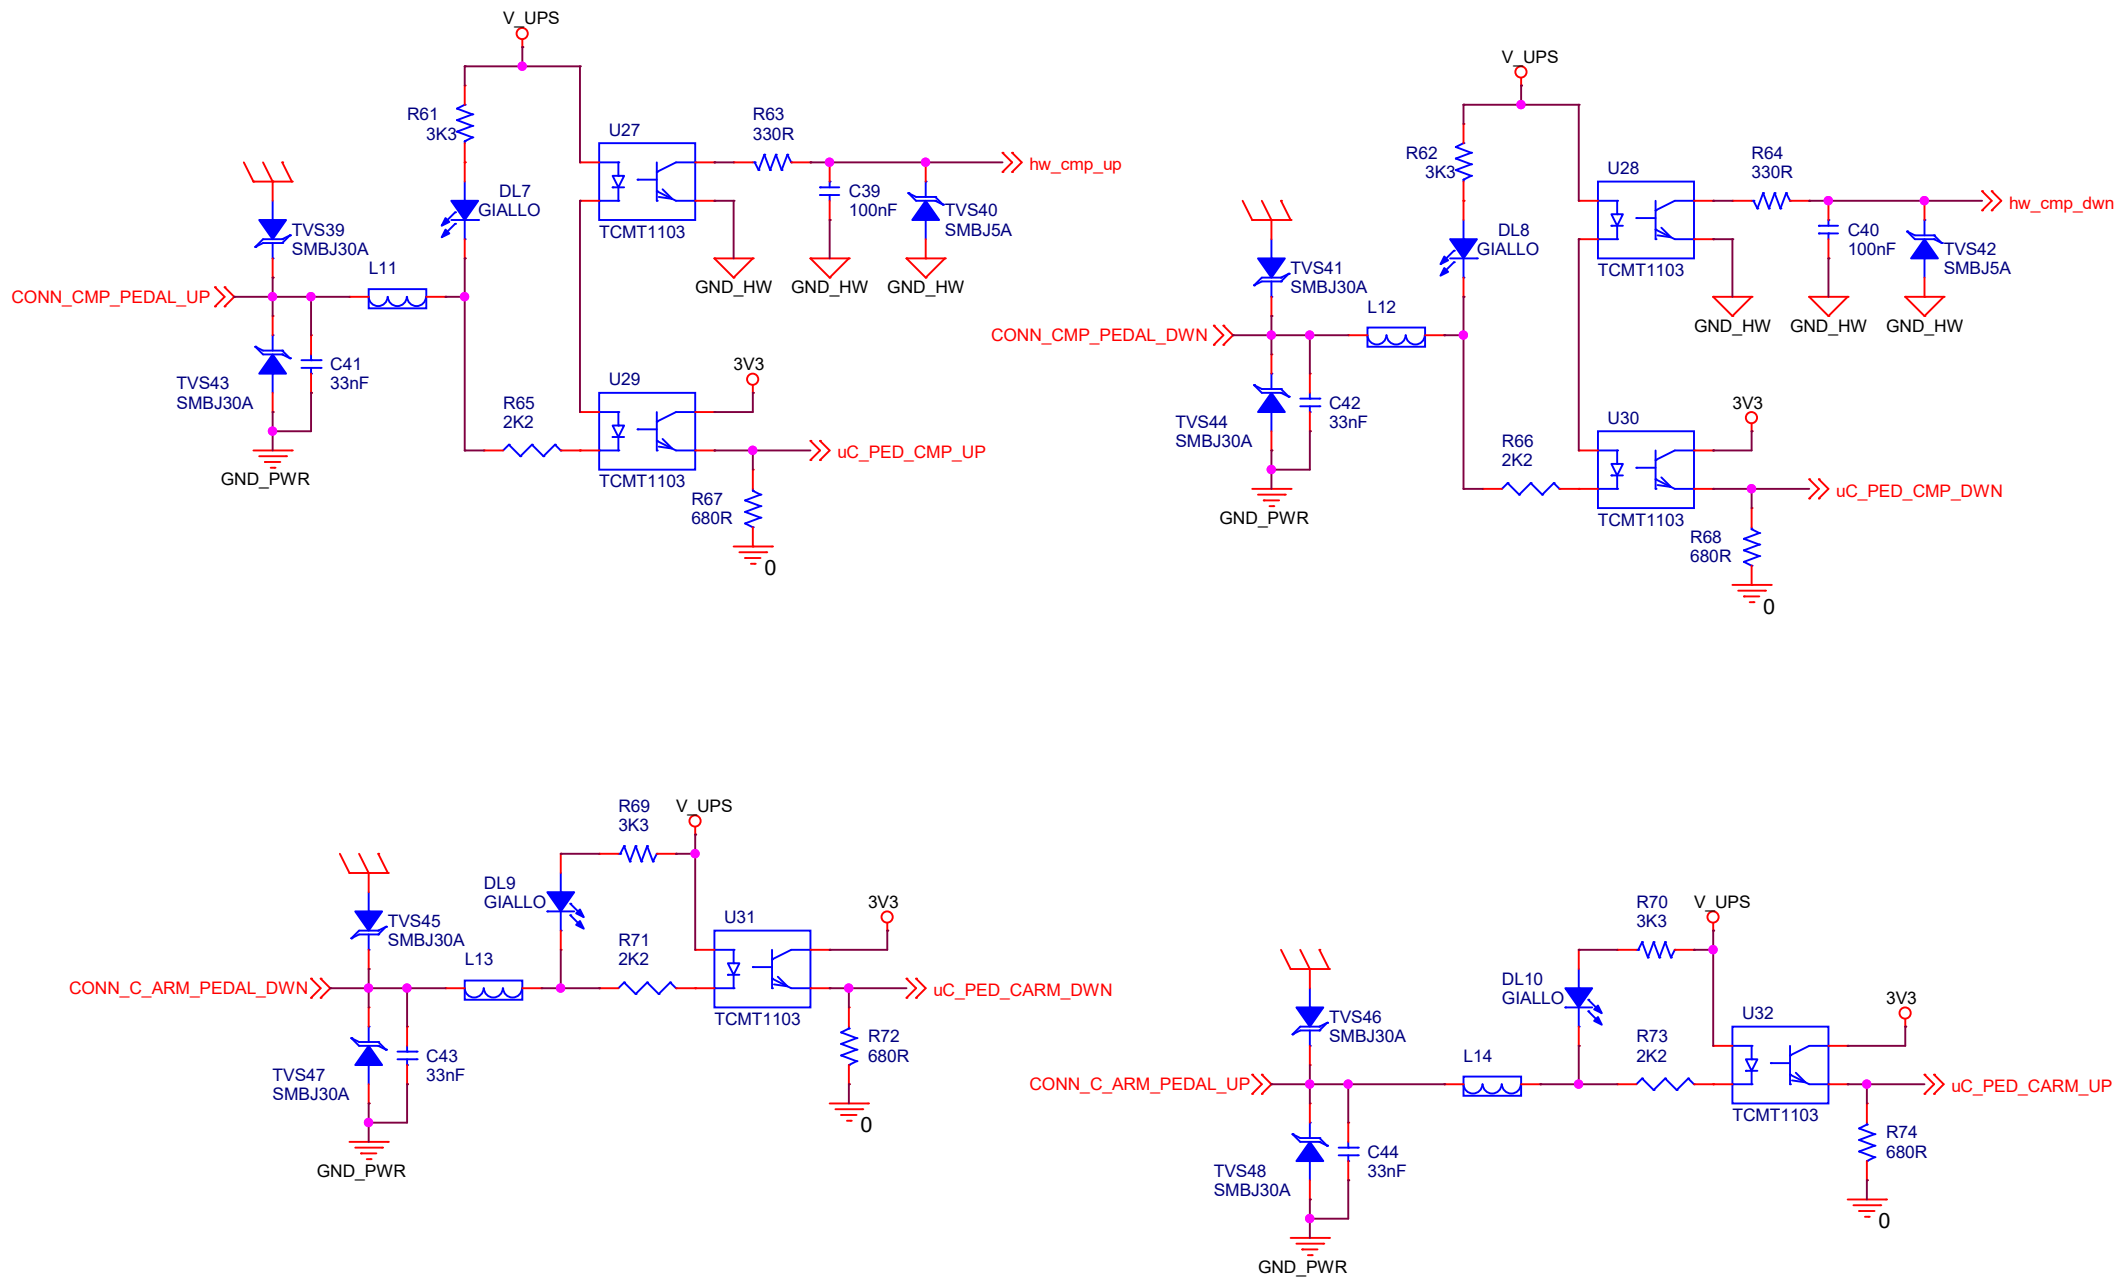 V_UPS
R61
3K3
U27
R63
330R
hw_cmp_up
DL7
GIALLO
C39
100nF
TVS40
SMBJ5A
TCMT1103
TVS39
SMBJ30A
L11
GND_HW
GND_HW
GND_HW
CONN_CMP_PEDAL_UP
TVS43
SMBJ30A
C41
33nF
GND_PWR
R65
2K2
U29
3V3
uC_PED_CMP_UP
TCMT1103
R67
680R
0
V_UPS
R62
3K3
U28
R64
330R
hw_cmp_dwn
DL8
GIALLO
C40
100nF
TVS42
SMBJ5A
TCMT1103
TVS41
SMBJ30A
L12
GND_HW
GND_HW
GND_HW
CONN_CMP_PEDAL_DWN
TVS44
SMBJ30A
C42
33nF
GND_PWR
R66
2K2
U30
3V3
uC_PED_CMP_DWN
TCMT1103
R68
680R
0
R69
3K3
V_UPS
DL9
GIALLO
U31
3V3
TVS45
SMBJ30A
L13
R71
2K2
CONN_C_ARM_PEDAL_DWN
uC_PED_CARM_DWN
TCMT1103
R72
680R
0
TVS47
SMBJ30A
C43
33nF
GND_PWR
R70
3K3
V_UPS
DL10
GIALLO
U32
3V3
TVS46
SMBJ30A
L14
R73
2K2
CONN_C_ARM_PEDAL_UP
uC_PED_CARM_UP
TCMT1103
R74
680R
0
TVS48
SMBJ30A
C44
33nF
GND_PWR